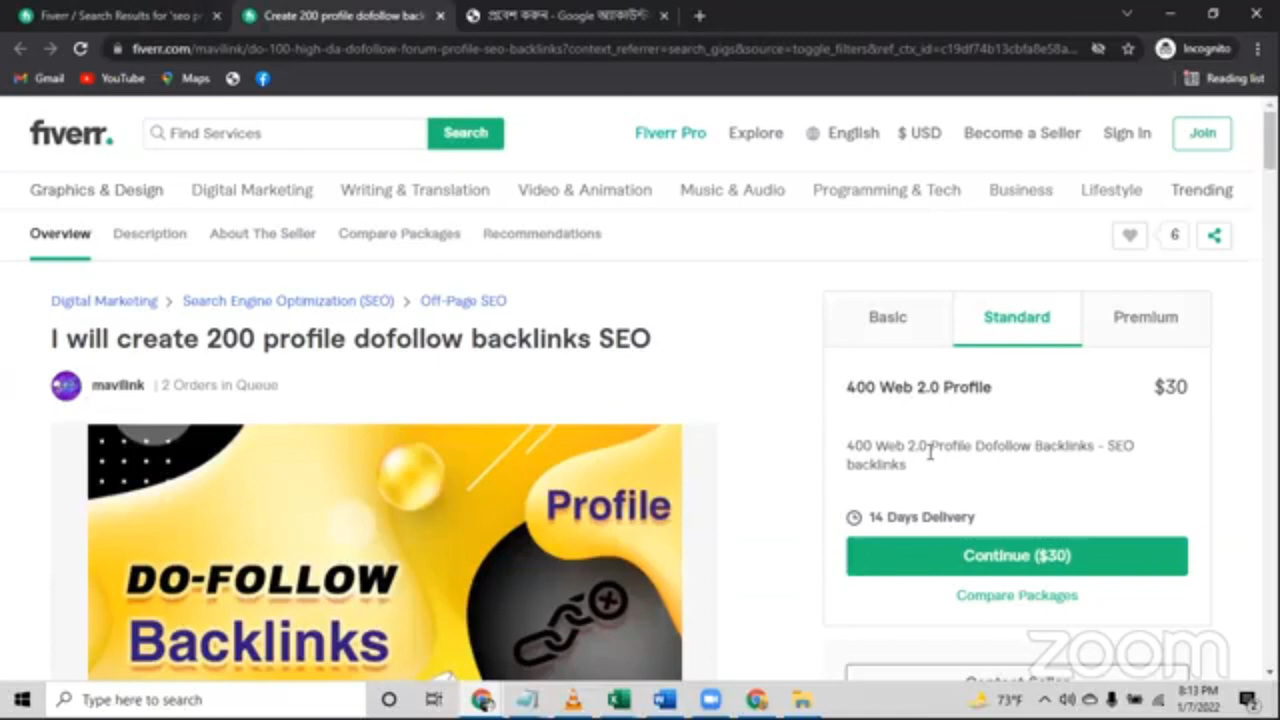 Fiverr / Search Results for 'seo p
Create 200 profile dofollow back
প্রবেশ করুন - Google অ্যাকাউন্ট
fiverr.com/mavilink/do-100-high-da-dofollow-forum-profile-seo-backlinks?context_referrer=search_gigs&source=toggle_filters&ref_ctx_id=c19df74b13cbfa8e58a...
Incognito
Gmail YouTube Maps
Reading list
fiverr.
Find Services
Search
Fiverr Pro Explore English $ USD Become a Seller Sign In Join
Graphics & Design Digital Marketing Writing & Translation Video & Animation Music & Audio Programming & Tech Business Lifestyle Trending
Overview Description About The Seller Compare Packages Recommendations
6
Digital Marketing > Search Engine Optimization (SEO) > Off-Page SEO
I will create 200 profile dofollow backlinks SEO
mavilink | 2 Orders in Queue
Profile
DO-FOLLOW
Backlinks
Basic Standard Premium
400 Web 2.0 Profile $30
400 Web 2.0 Profile Dofollow Backlinks - SEO
backlinks
14 Days Delivery
Continue ($30)
Compare Packages
Contact Seller
zoom
Type here to search
73°F
8:13 PM
1/7/2022
2